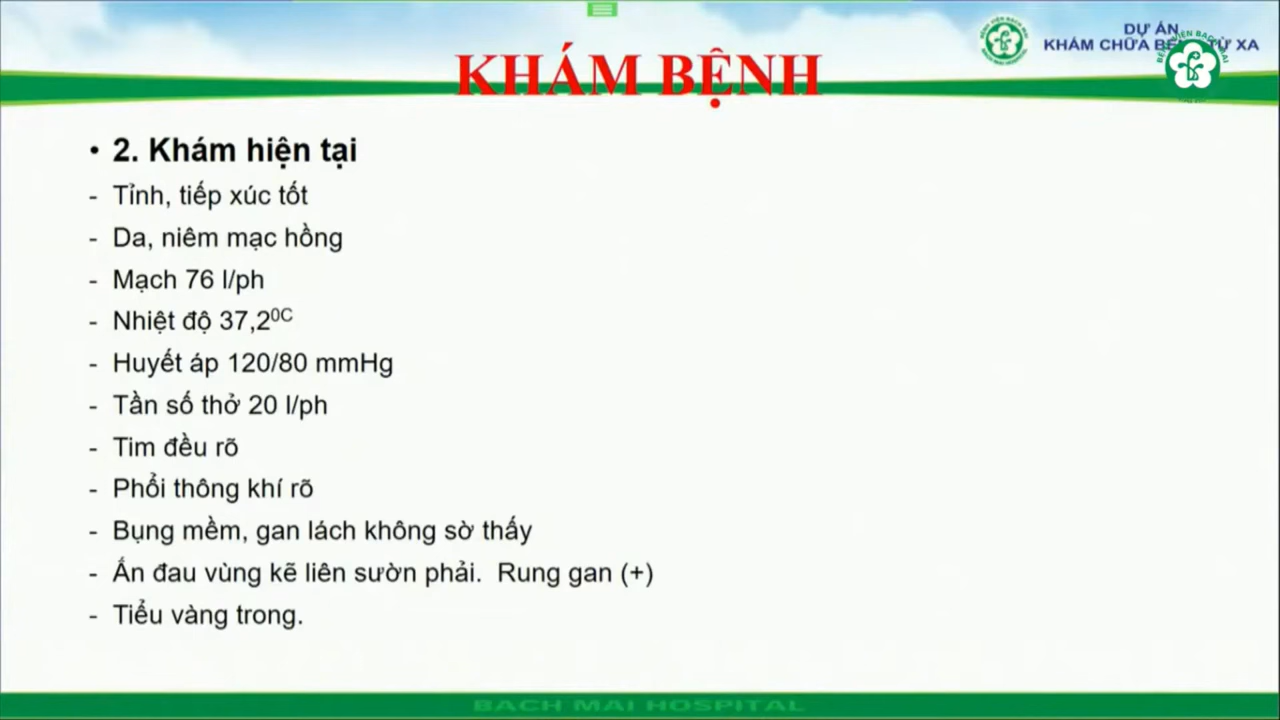 DỰ ÁN
KHÁM CHỮA BỆNH TỪ XA
KHÁM BỆNH
• 2. Khám hiện tại
- Tỉnh, tiếp xúc tốt
- Da, niêm mạc hồng
- Mạch 76 l/ph
- Nhiệt độ 37,2⁰ᶜ
- Huyết áp 120/80 mmHg
- Tần số thở 20 l/ph
- Tim đều rõ
- Phổi thông khí rõ
- Bụng mềm, gan lách không sờ thấy
- Ấn đau vùng kẽ liên sườn phải. Rung gan (+)
- Tiểu vàng trong.
BACH MAI HOSPITAL